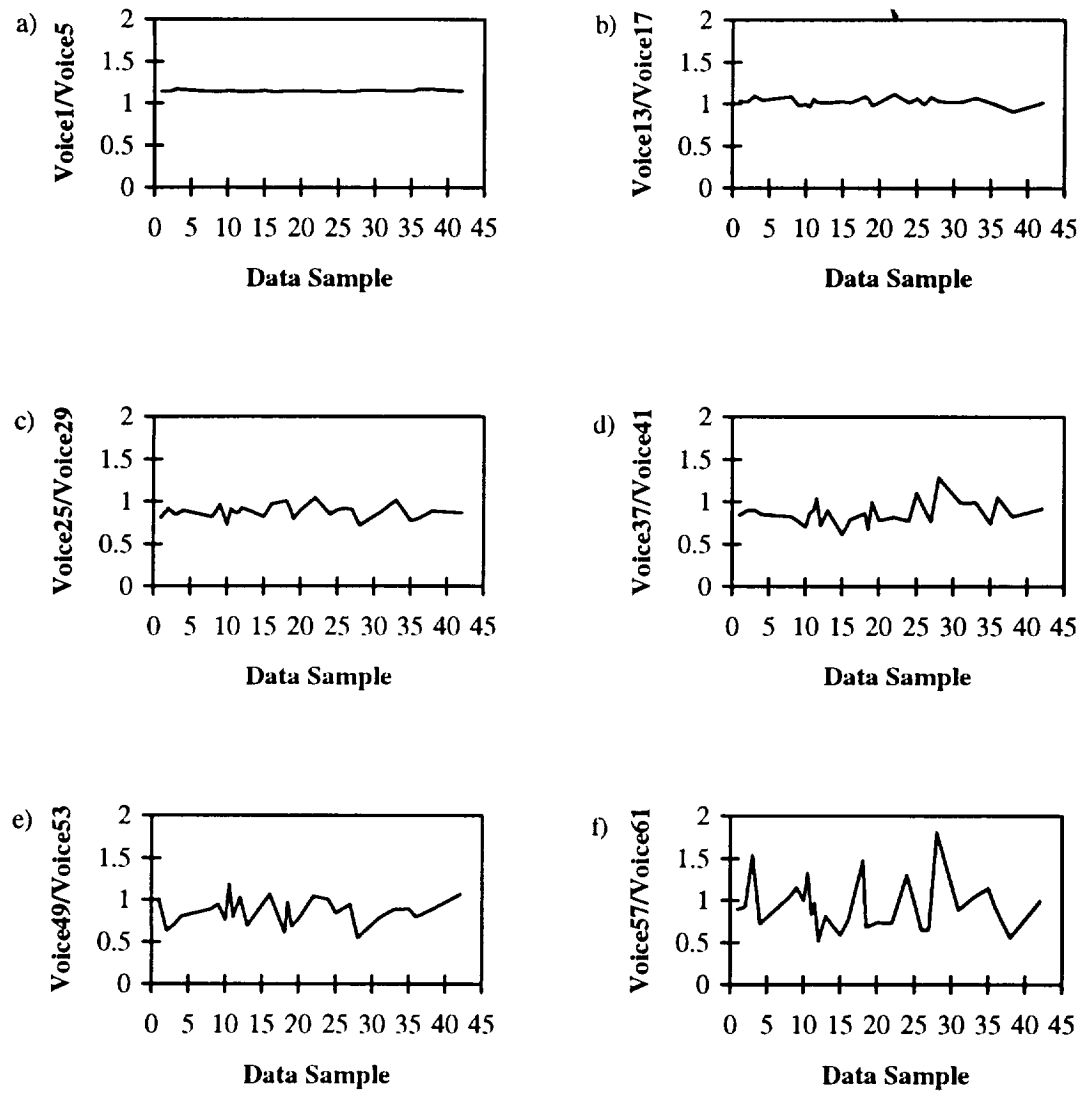 a)
Voice1/Voice5
2
1.5
1
0.5
0
0 5 10 15 20 25 30 35 40 45
Data Sample
b)
Voice13/Voice17
2
1.5
1
0.5
0
0 5 10 15 20 25 30 35 40 45
Data Sample
c)
Voice25/Voice29
2
1.5
1
0.5
0
0 5 10 15 20 25 30 35 40 45
Data Sample
d)
Voice37/Voice41
2
1.5
1
0.5
0
0 5 10 15 20 25 30 35 40 45
Data Sample
e)
Voice49/Voice53
2
1.5
1
0.5
0
0 5 10 15 20 25 30 35 40 45
Data Sample
f)
Voice57/Voice61
2
1.5
1
0.5
0
0 5 10 15 20 25 30 35 40 45
Data Sample